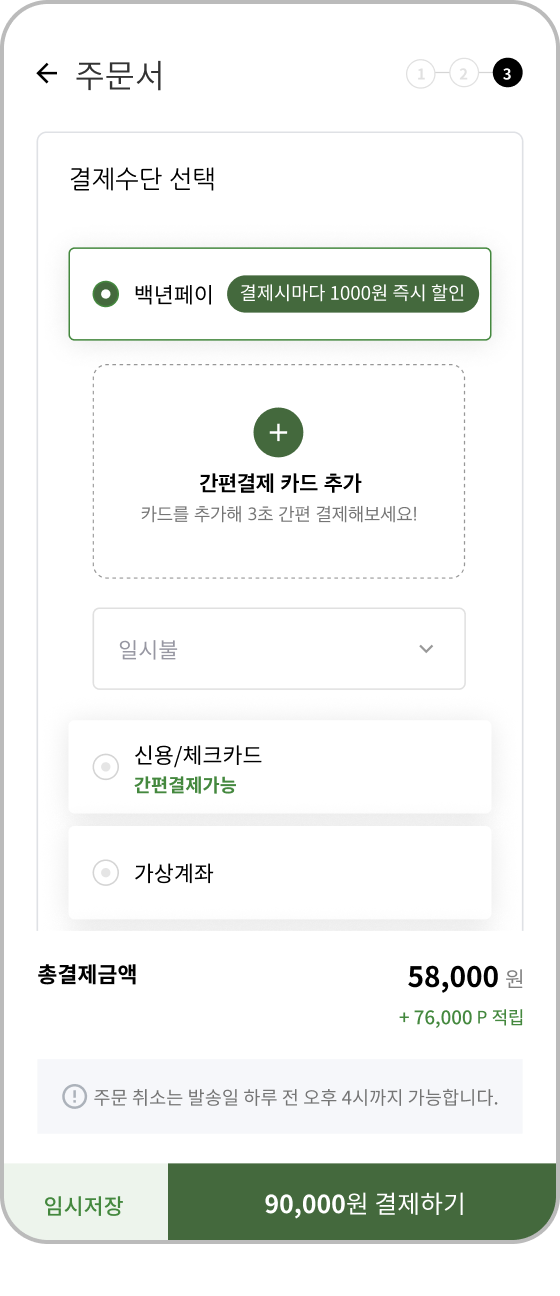 주문서
1 2 3
결제수단 선택
백년페이 결제시마다 1000원 즉시 할인
간편결제 카드 추가
카드를 추가해 3초 간편 결제해보세요!
일시불
신용/체크카드
간편결제가능
가상계좌
총결제금액 58,000 원
+ 76,000 P 적립
주문 취소는 발송일 하루 전 오후 4시까지 가능합니다.
임시저장 90,000원 결제하기